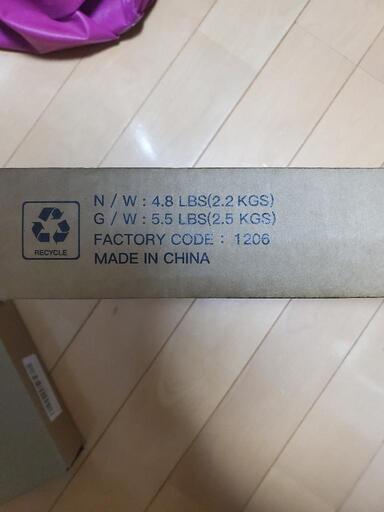 N / W : 4.8 LBS(2.2 KGS)
G / W : 5.5 LBS(2.5 KGS)
FACTORY CODE : 1206
MADE IN CHINA
RECYCLE